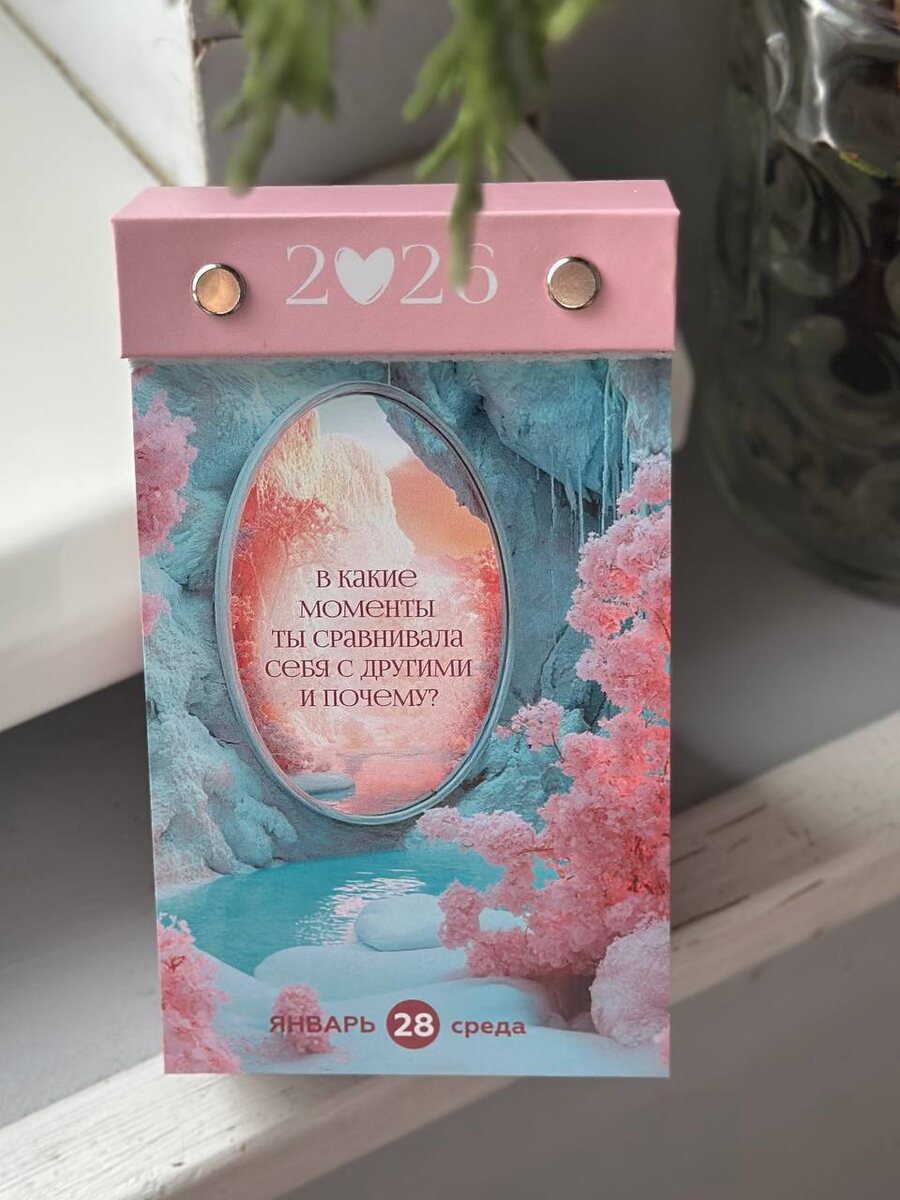 2026
В КАКИЕ
МОМЕНТЫ
ТЫ СРАВНИВАЛА
СЕБЯ С ДРУГИМИ
И ПОЧЕМУ?
ЯНВАРЬ 28 среда